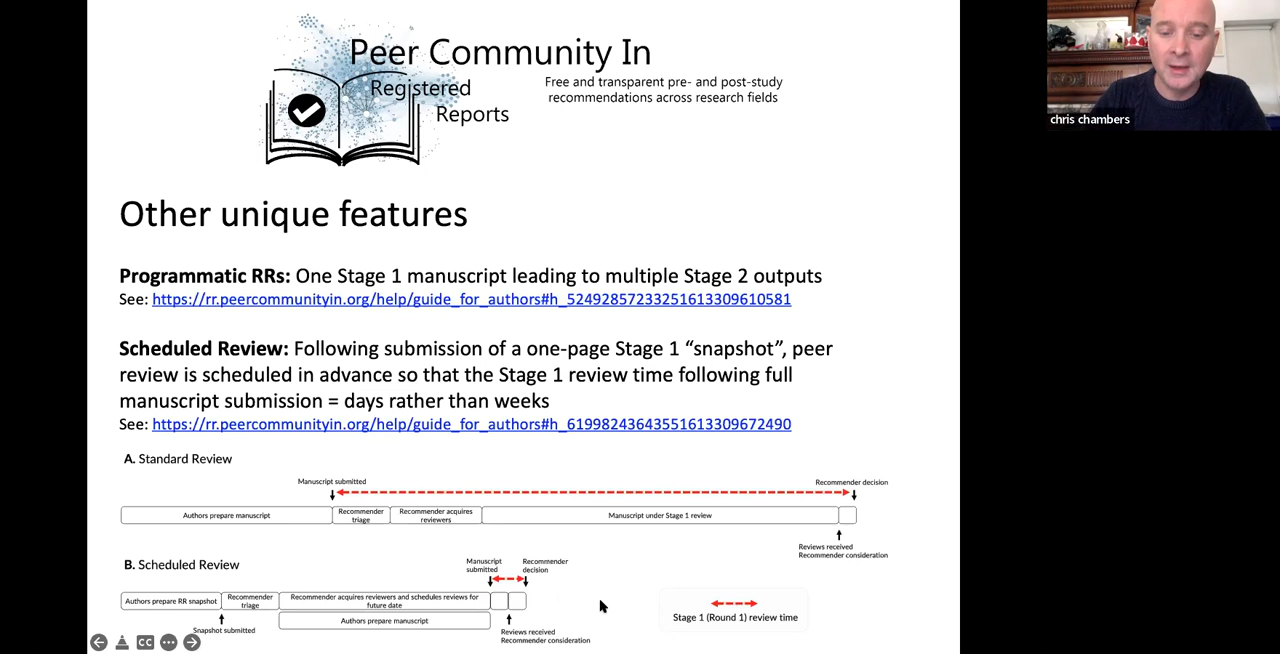 Peer Community In
Registered
Reports
Free and transparent pre- and post-study
recommendations across research fields
chris chambers
Other unique features
Programmatic RRs: One Stage 1 manuscript leading to multiple Stage 2 outputs
See: https://rr.peercommunityin.org/help/guide_for_authors#h_52492857233251613309610581
Scheduled Review: Following submission of a one-page Stage 1 “snapshot”, peer
review is scheduled in advance so that the Stage 1 review time following full
manuscript submission = days rather than weeks
See: https://rr.peercommunityin.org/help/guide_for_authors#h_61998243643551613309672490
A. Standard Review
Manuscript submitted
Recommender decision
Authors prepare manuscript
Recommender
triage
Recommender acquires
reviewers
Manuscript under Stage 1 review
Reviews received
Recommender consideration
B. Scheduled Review
Manuscript
submitted
Recommender
decision
Authors prepare RR snapshot
Recommender
triage
Recommender acquires reviewers and schedules reviews for
future date
Authors prepare manuscript
Snapshot submitted
Reviews received
Recommender consideration
Stage 1 (Round 1) review time
CC